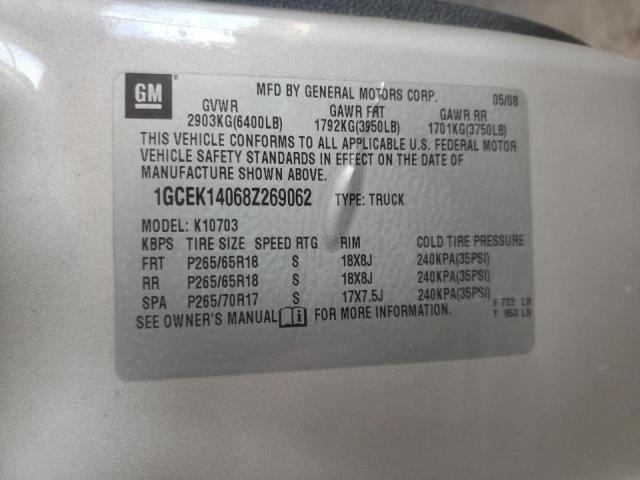 GM ®
MFD BY GENERAL MOTORS CORP. 05/08
GVWR GAWR FRT GAWR RR
2903KG(6400LB) 1792KG(3950LB) 1701KG(3750LB)
THIS VEHICLE CONFORMS TO ALL APPLICABLE U.S. FEDERAL MOTOR
VEHICLE SAFETY STANDARDS IN EFFECT ON THE DATE OF
MANUFACTURE SHOWN ABOVE.
1GCEK14068Z269062 TYPE: TRUCK
MODEL: K10703
KBPS TIRE SIZE SPEED RTG RIM COLD TIRE PRESSURE
FRT P265/65R18 S 18X8J 240KPA(35PSI)
RR P265/65R18 S 18X8J 240KPA(35PSI)
SPA P265/70R17 S 17X7.5J 240KPA(35PSI)
F 722 LB
T 953 LB
SEE OWNER'S MANUAL FOR MORE INFORMATION.